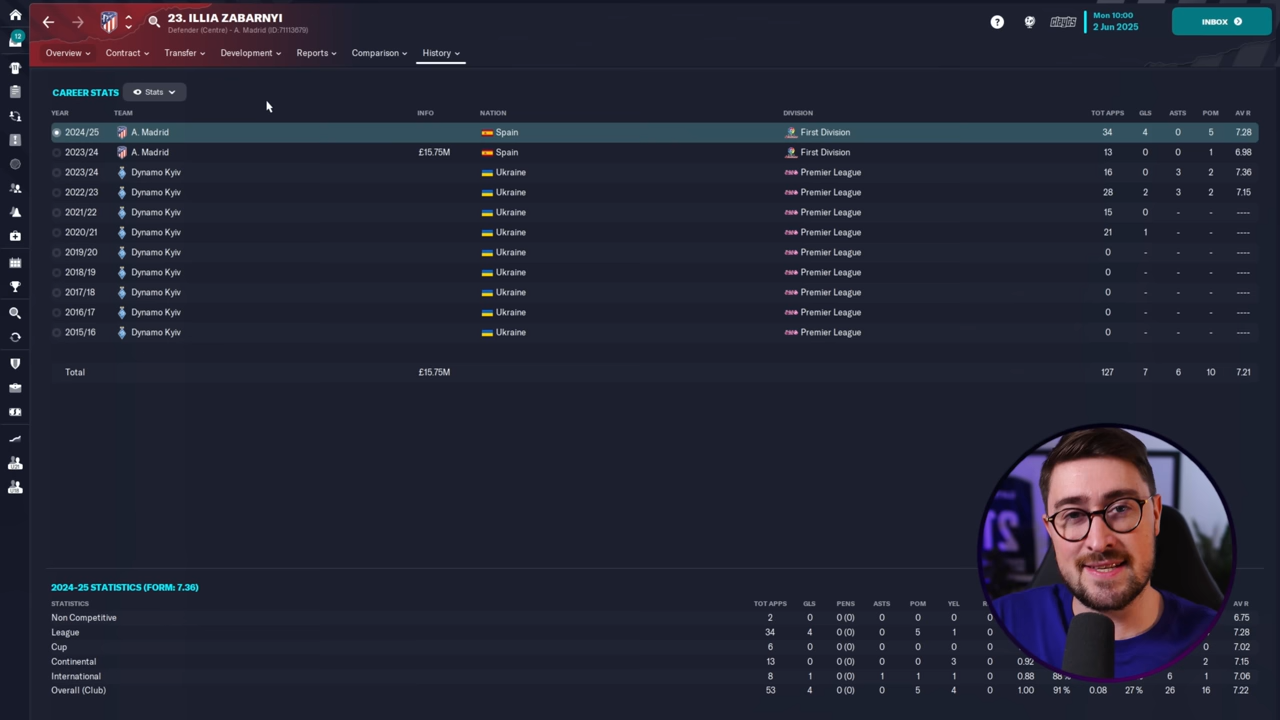 12
23. ILLIA ZABARNYI
Defender (Centre) - A. Madrid (ID:71113679)
clayts
Mon 10:00
2 Jun 2025
INBOX
Overview Contract Transfer Development Reports Comparison History
CAREER STATS Stats
YEAR TEAM INFO NATION DIVISION TOT APPS GLS ASTS POM AV R
2024/25 A. Madrid Spain First Division 34 4 0 5 7.28
2023/24 A. Madrid £15.75M Spain First Division 13 0 0 1 6.98
2023/24 Dynamo Kyiv Ukraine Premier League 16 0 3 2 7.36
2022/23 Dynamo Kyiv Ukraine Premier League 28 2 3 2 7.15
2021/22 Dynamo Kyiv Ukraine Premier League 15 0 - - ----
2020/21 Dynamo Kyiv Ukraine Premier League 21 1 - - ----
2019/20 Dynamo Kyiv Ukraine Premier League 0 - - - ----
2018/19 Dynamo Kyiv Ukraine Premier League 0 - - - ----
2017/18 Dynamo Kyiv Ukraine Premier League 0 - - - ----
2016/17 Dynamo Kyiv Ukraine Premier League 0 - - - ----
2015/16 Dynamo Kyiv Ukraine Premier League 0 - - - ----
Total £15.75M 127 7 6 10 7.21
2024-25 STATISTICS (FORM: 7.36)
STATISTICS TOT APPS GLS PENS ASTS POM YEL AV R
Non Competitive 2 0 0 (0) 0 0 0 0 6.75
League 34 4 0 (0) 0 5 1 0 7.28
Cup 6 0 0 (0) 0 0 0 0 0 7.02
Continental 13 0 0 (0) 0 0 3 0 0.92 2 7.15
International 8 1 0 (0) 1 1 1 0 0.88 88% 6 1 7.06
Overall (Club) 53 4 0 (0) 0 5 4 0 1.00 91% 0.08 27% 26 16 7.22